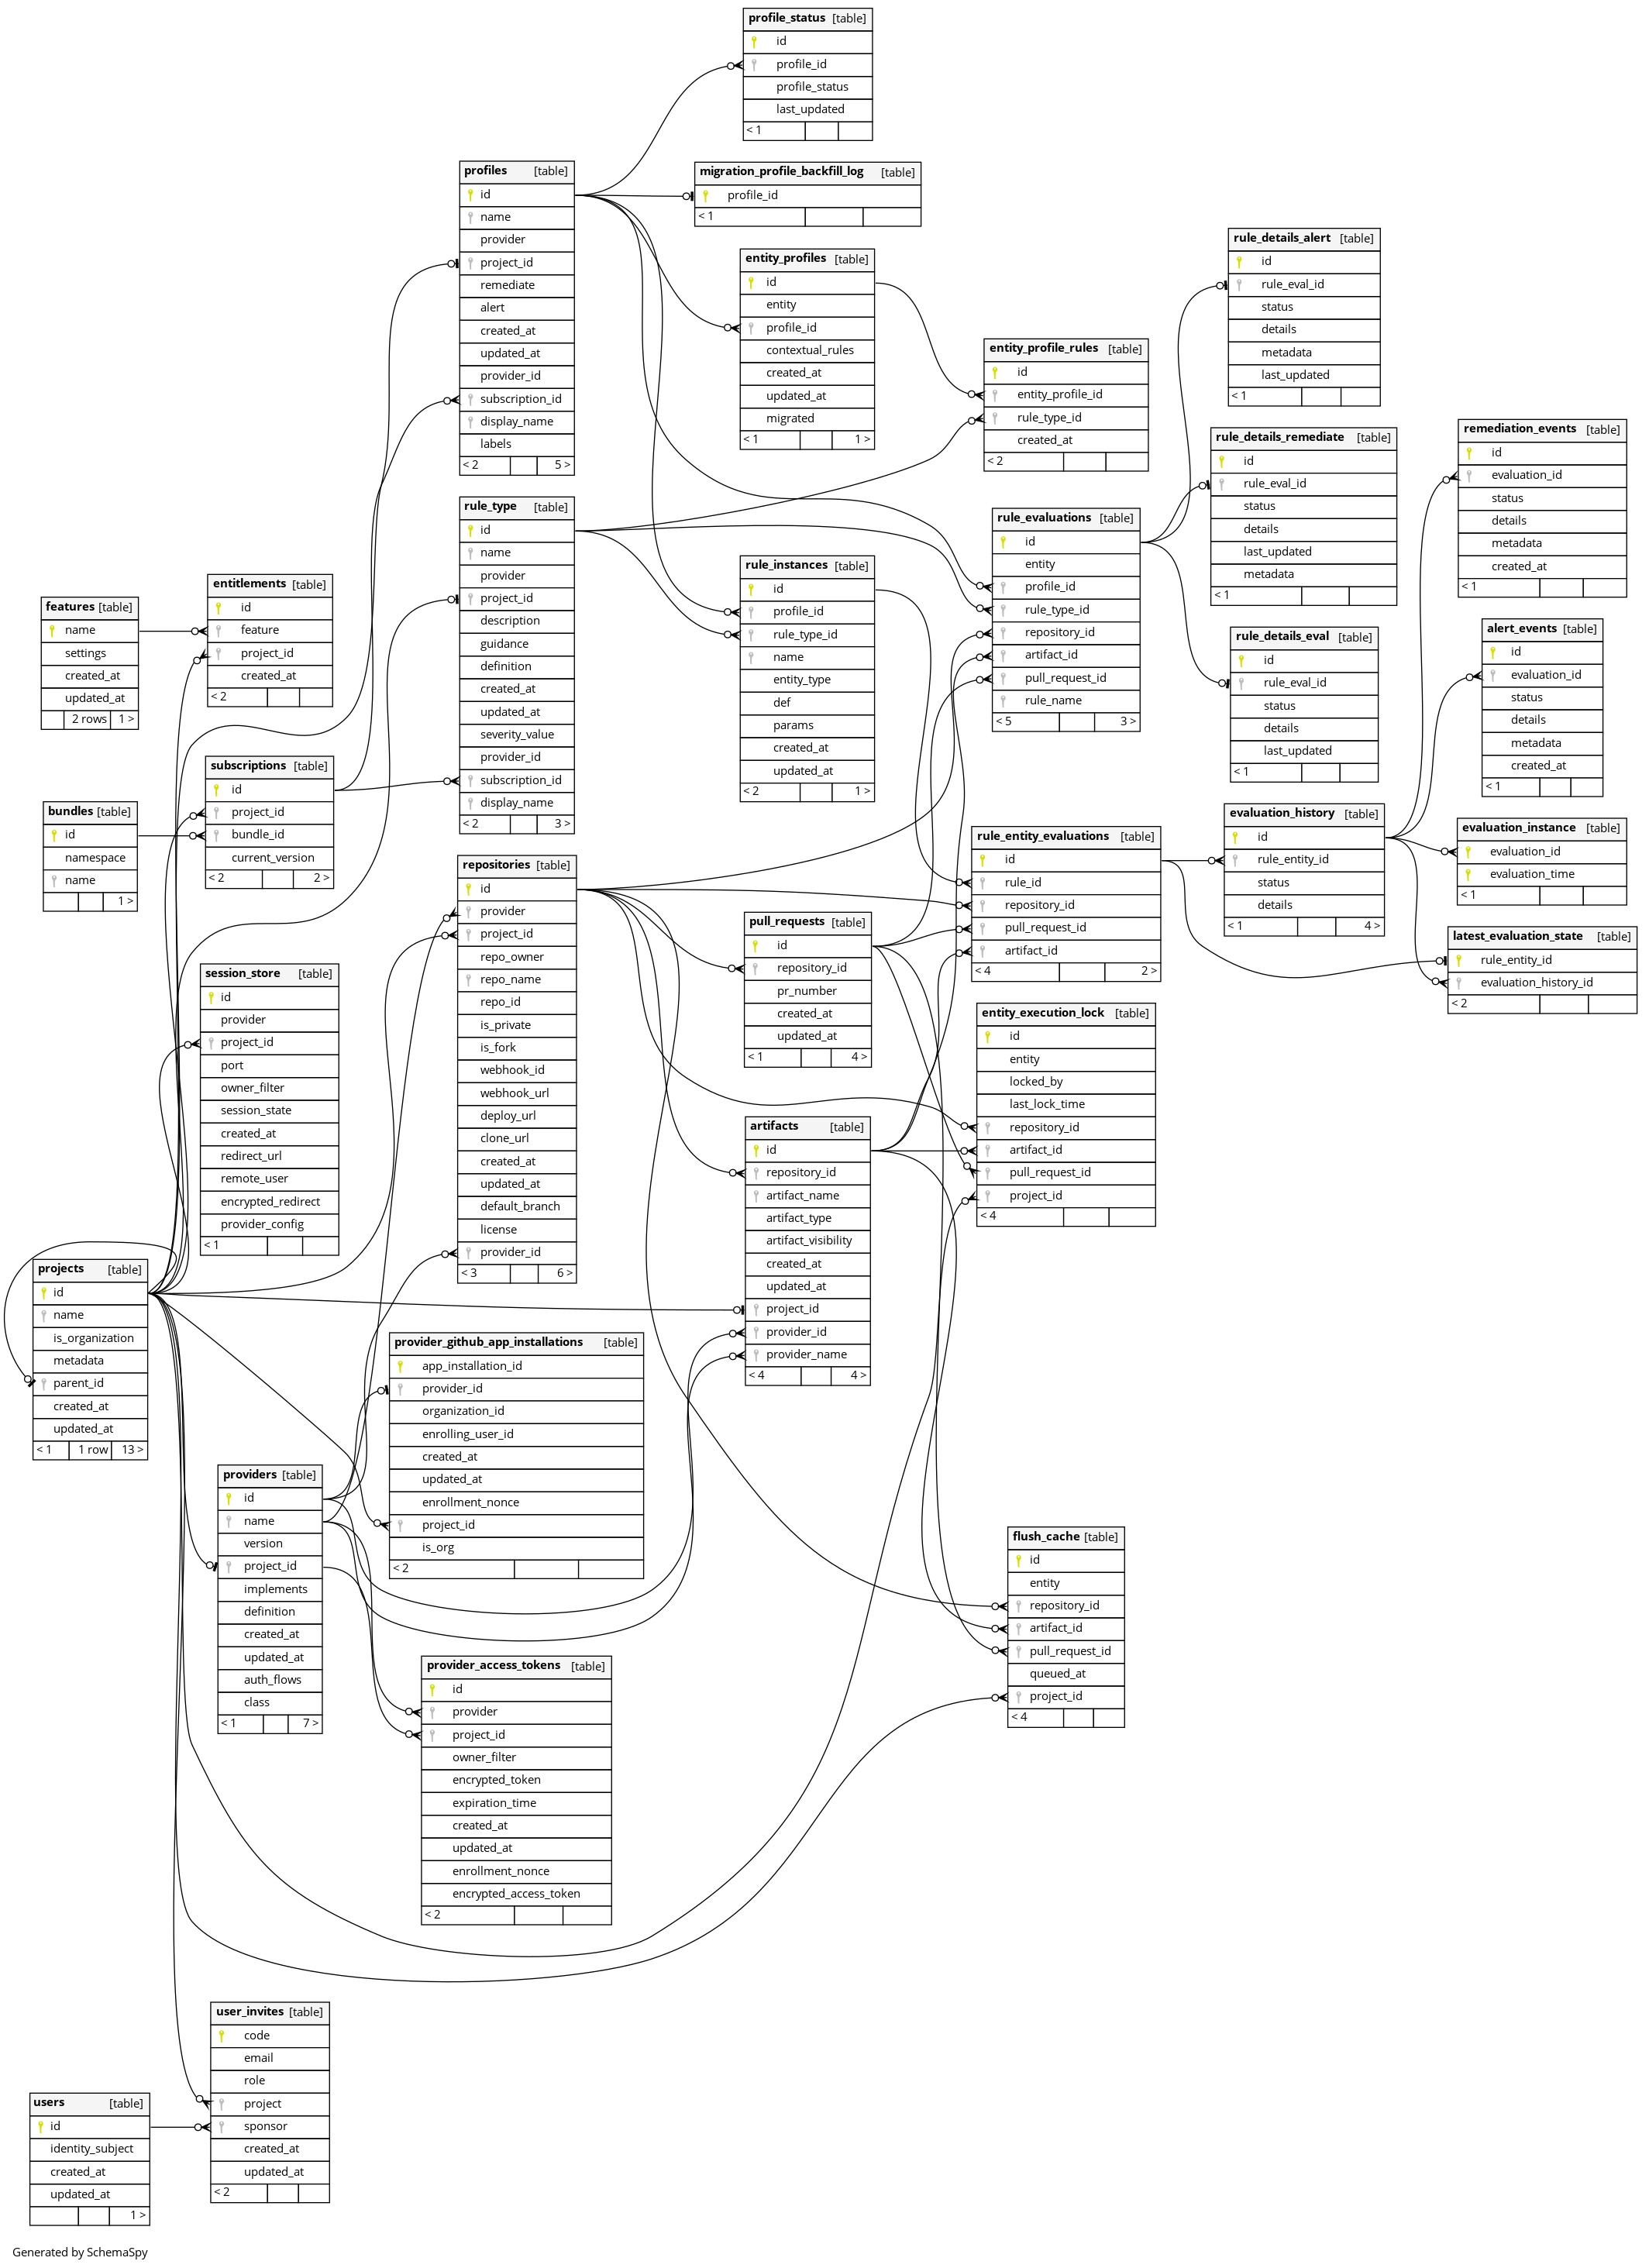 profile_status [table]
id
profile_id
profile_status
last_updated
< 1
profiles [table]
id
name
provider
project_id
remediate
alert
created_at
updated_at
provider_id
subscription_id
display_name
labels
< 2 5 >
migration_profile_backfill_log [table]
profile_id
< 1
entity_profiles [table]
id
entity
profile_id
contextual_rules
created_at
updated_at
migrated
< 1 1 >
entity_profile_rules [table]
id
entity_profile_id
rule_type_id
created_at
< 2
rule_details_alert [table]
id
rule_eval_id
status
details
metadata
last_updated
< 1
rule_details_remediate [table]
id
rule_eval_id
status
details
last_updated
metadata
< 1
remediation_events [table]
id
evaluation_id
status
details
metadata
created_at
< 1
rule_type [table]
id
name
provider
project_id
description
guidance
definition
created_at
updated_at
severity_value
provider_id
subscription_id
display_name
< 2 3 >
rule_evaluations [table]
id
entity
profile_id
rule_type_id
repository_id
artifact_id
pull_request_id
rule_name
< 5 3 >
rule_instances [table]
id
profile_id
rule_type_id
name
entity_type
def
params
created_at
updated_at
< 2 1 >
rule_details_eval [table]
id
rule_eval_id
status
details
last_updated
< 1
alert_events [table]
id
evaluation_id
status
details
metadata
created_at
< 1
features [table]
name
settings
created_at
updated_at
2 rows 1 >
entitlements [table]
id
feature
project_id
created_at
< 2
subscriptions [table]
id
project_id
bundle_id
current_version
< 2 2 >
bundles [table]
id
namespace
name
1 >
repositories [table]
id
provider
project_id
repo_owner
repo_name
repo_id
is_private
is_fork
webhook_id
webhook_url
deploy_url
clone_url
created_at
updated_at
default_branch
license
provider_id
< 3 6 >
rule_entity_evaluations [table]
id
rule_id
repository_id
pull_request_id
artifact_id
< 4 2 >
evaluation_history [table]
id
rule_entity_id
status
details
< 1 4 >
evaluation_instance [table]
evaluation_id
evaluation_time
< 1
latest_evaluation_state [table]
rule_entity_id
evaluation_history_id
< 2
pull_requests [table]
id
repository_id
pr_number
created_at
updated_at
< 1 4 >
session_store [table]
id
provider
project_id
port
owner_filter
session_state
created_at
redirect_url
remote_user
encrypted_redirect
provider_config
< 1
entity_execution_lock [table]
id
entity
locked_by
last_lock_time
repository_id
artifact_id
pull_request_id
project_id
< 4
artifacts [table]
id
repository_id
artifact_name
artifact_type
artifact_visibility
created_at
updated_at
project_id
provider_id
provider_name
< 4 4 >
projects [table]
id
name
is_organization
metadata
parent_id
created_at
updated_at
< 1 1 row 13 >
provider_github_app_installations [table]
app_installation_id
provider_id
organization_id
enrolling_user_id
created_at
updated_at
enrollment_nonce
project_id
is_org
< 2
providers [table]
id
name
version
project_id
implements
definition
created_at
updated_at
auth_flows
class
< 1 7 >
flush_cache [table]
id
entity
repository_id
artifact_id
pull_request_id
queued_at
project_id
< 4
provider_access_tokens [table]
id
provider
project_id
owner_filter
encrypted_token
expiration_time
created_at
updated_at
enrollment_nonce
encrypted_access_token
< 2
user_invites [table]
code
email
role
project
sponsor
created_at
updated_at
< 2
users [table]
id
identity_subject
created_at
updated_at
1 >
Generated by SchemaSpy